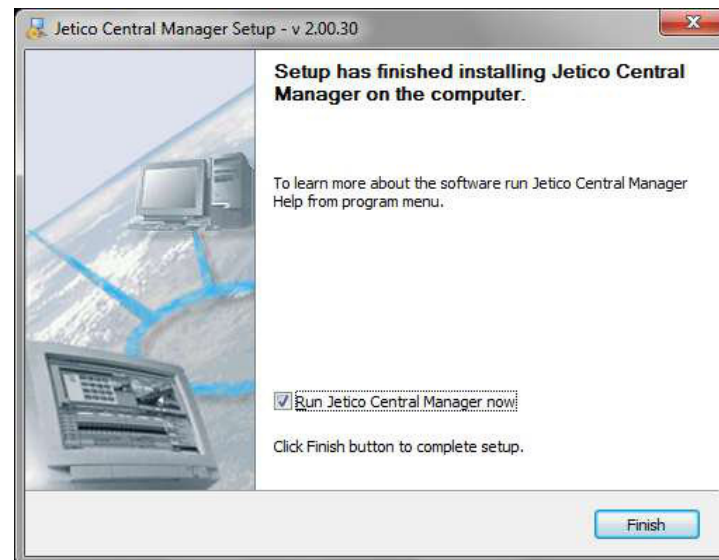 Jetico Central Manager Setup - v 2.00.30
Setup has finished installing Jetico Central
Manager on the computer.
To learn more about the software run Jetico Central Manager
Help from program menu.
Run Jetico Central Manager now
Click Finish button to complete setup.
Finish